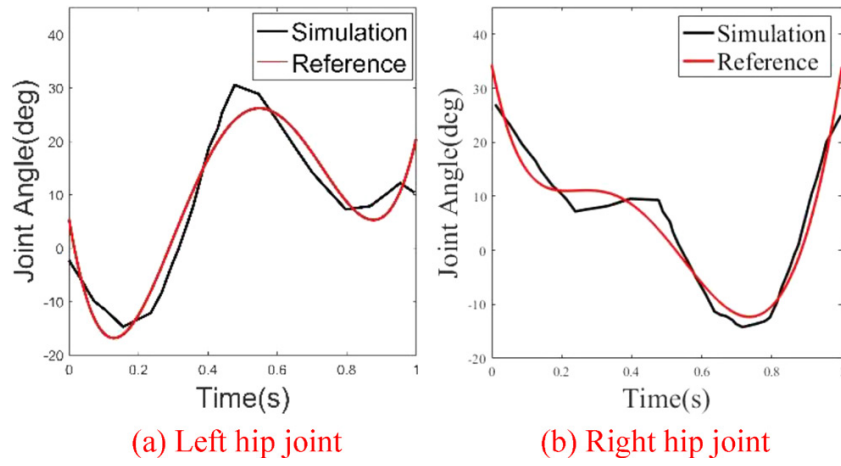 Simulation
Reference
40
30
20
10
0
-10
-20
0
0.2
0.4
0.6
0.8
1
Joint Angle(deg)
Time(s)
(a) Left hip joint
Simulation
Reference
40
30
20
10
0
-10
-20
0
0.2
0.4
0.6
0.8
1
Joint Angle(deg)
Time(s)
(b) Right hip joint